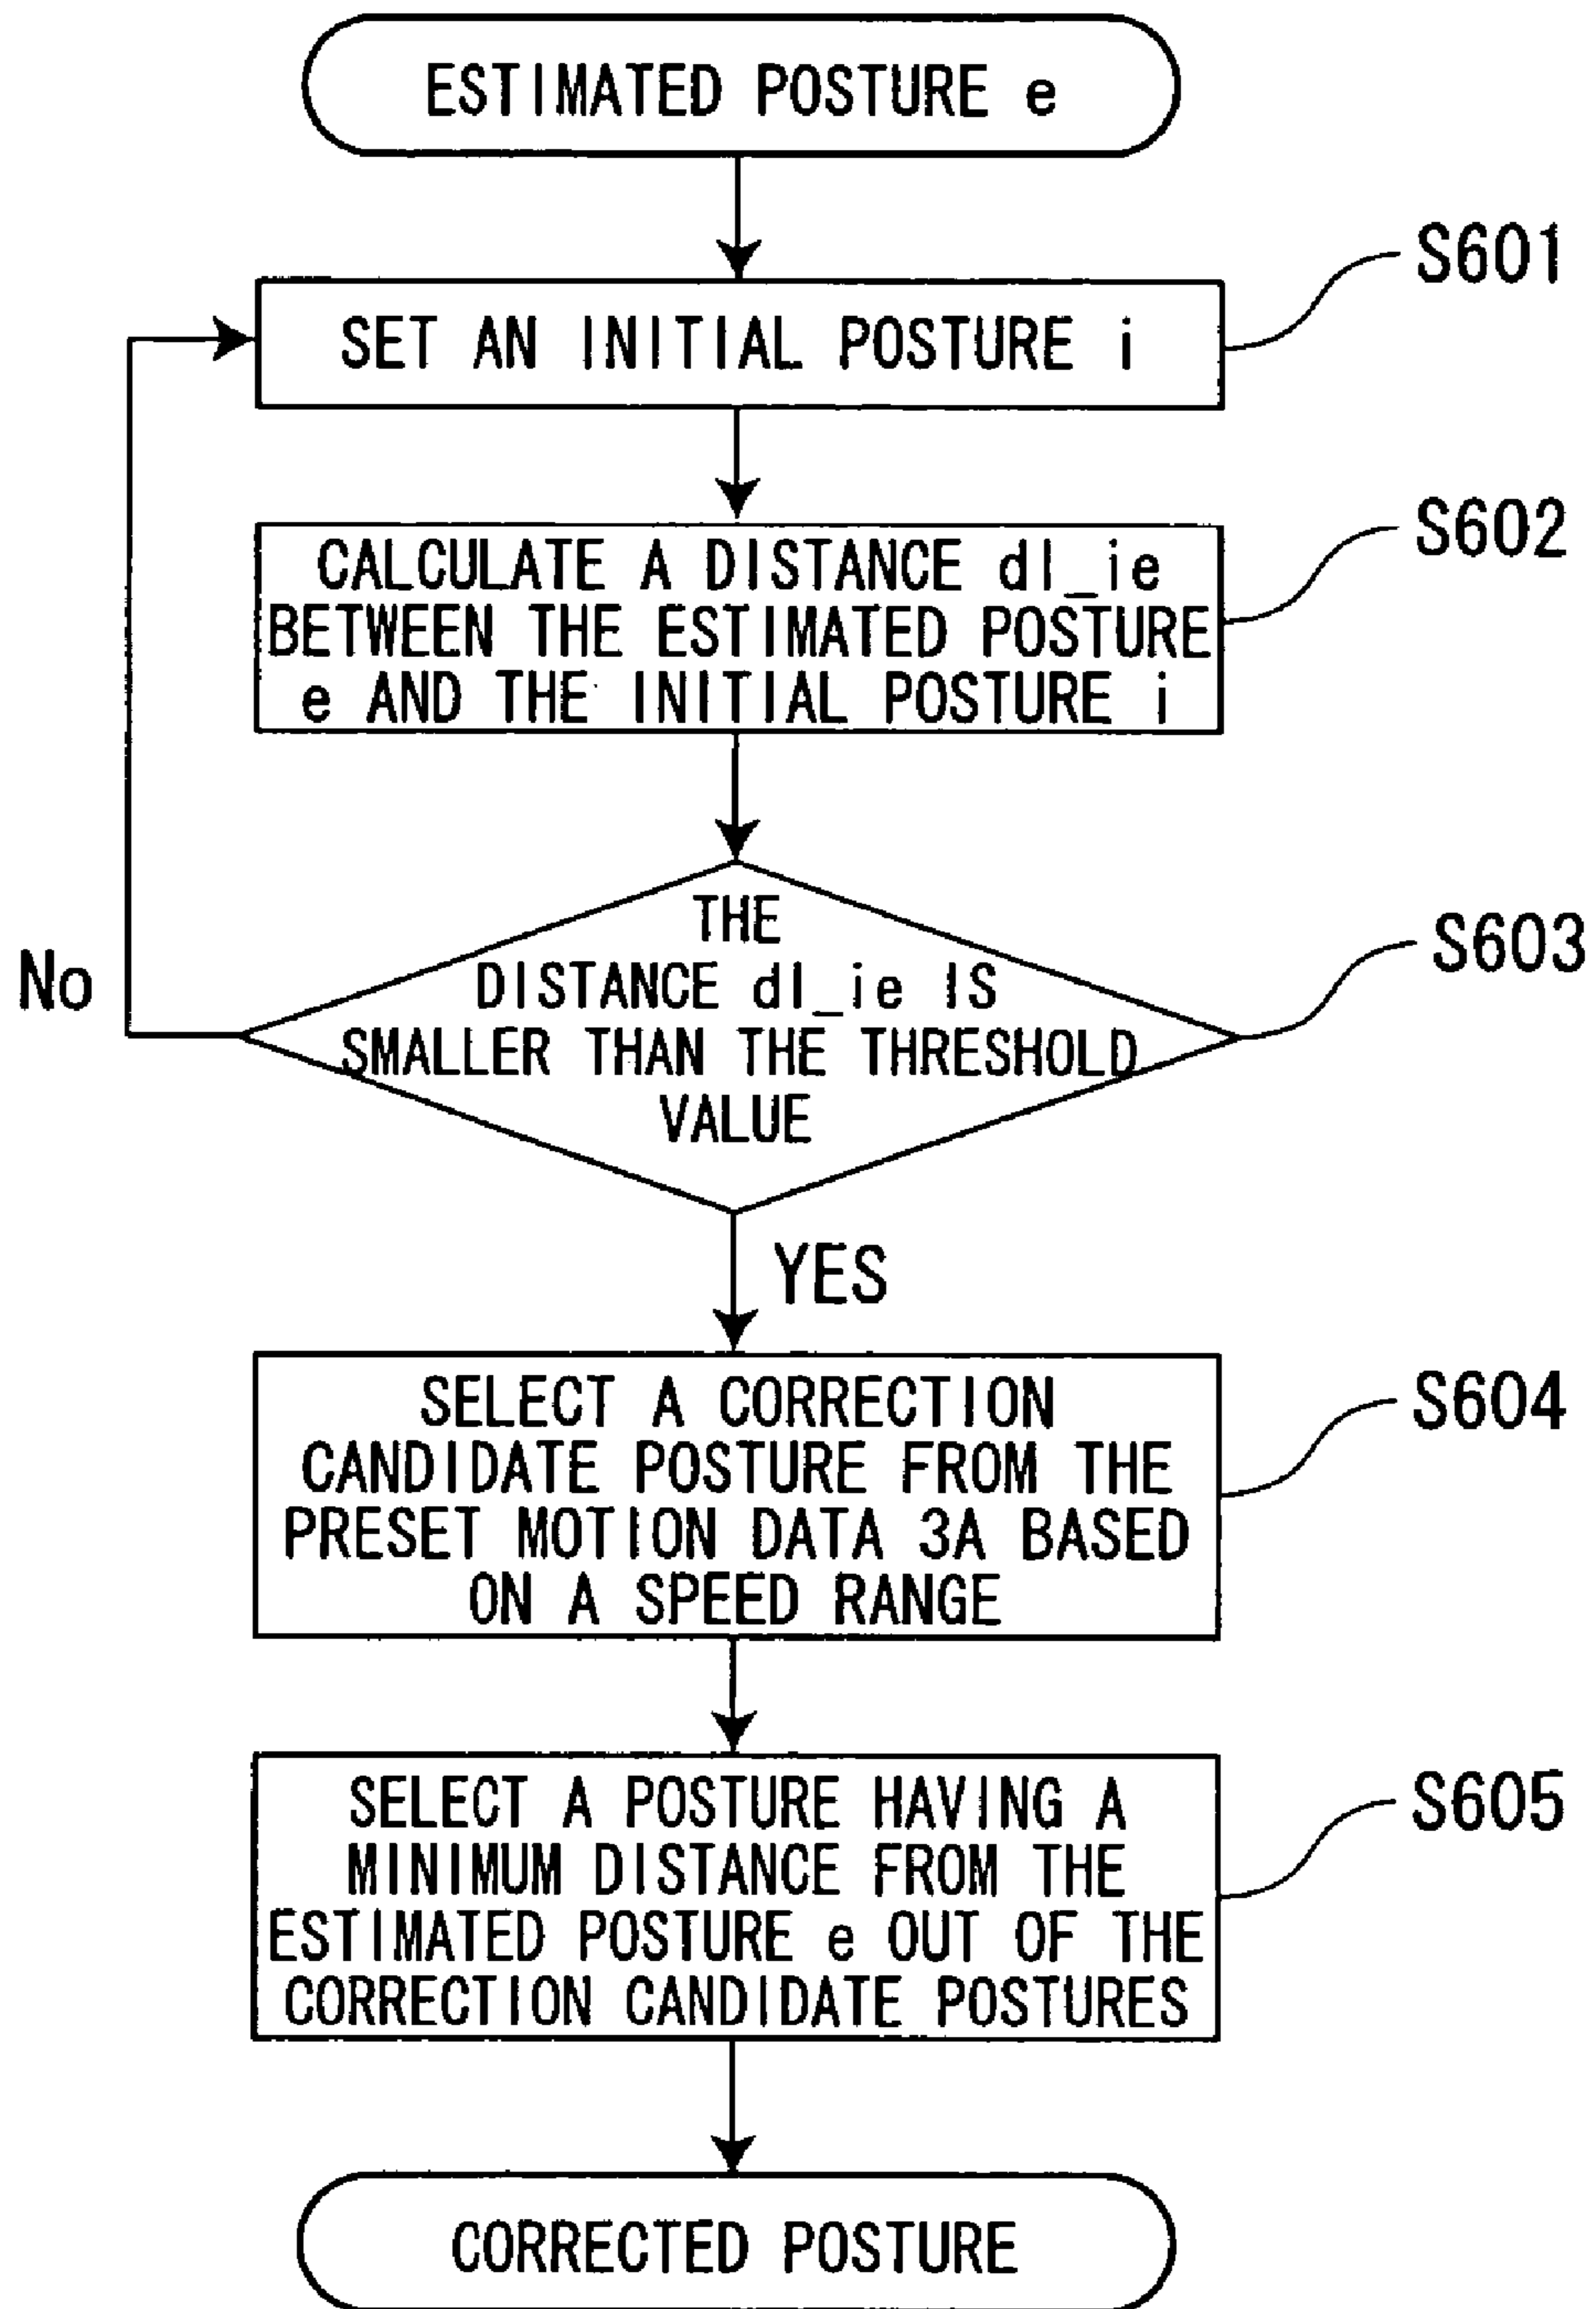 ESTIMATED POSTURE e
S601
SET AN INITIAL POSTURE i
S602
CALCULATE A DISTANCE dl_ie
BETWEEN THE ESTIMATED POSTURE
e AND THE INITIAL POSTURE i
S603
No
THE
DISTANCE dl_ie IS
SMALLER THAN THE THRESHOLD
VALUE
YES
S604
SELECT A CORRECTION
CANDIDATE POSTURE FROM THE
PRESET MOTION DATA 3A BASED
ON A SPEED RANGE
S605
SELECT A POSTURE HAVING A
MINIMUM DISTANCE FROM THE
ESTIMATED POSTURE e OUT OF THE
CORRECTION CANDIDATE POSTURES
CORRECTED POSTURE